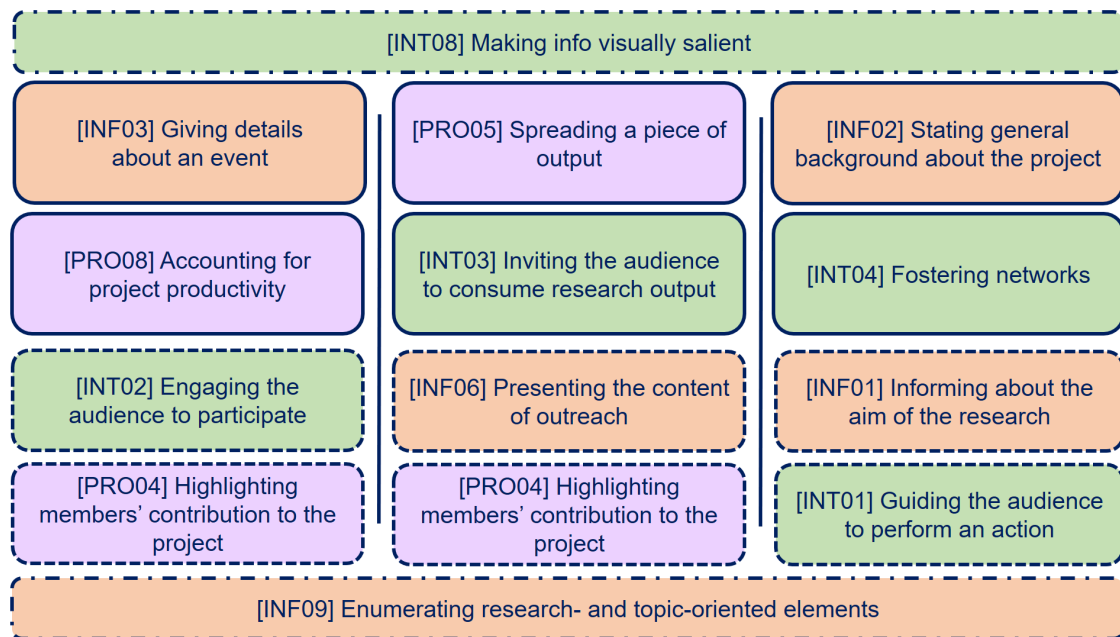 [INT08] Making info visually salient
[INF03] Giving details
about an event
[PRO05] Spreading a piece of
output
[INF02] Stating general
background about the project
[PRO08] Accounting for
project productivity
[INT03] Inviting the audience
to consume research output
[INT04] Fostering networks
[INT02] Engaging the
audience to participate
[INF06] Presenting the content
of outreach
[INF01] Informing about the
aim of the research
[PRO04] Highlighting
members’ contribution to the
project
[PRO04] Highlighting
members’ contribution to the
project
[INT01] Guiding the audience
to perform an action
[INF09] Enumerating research- and topic-oriented elements